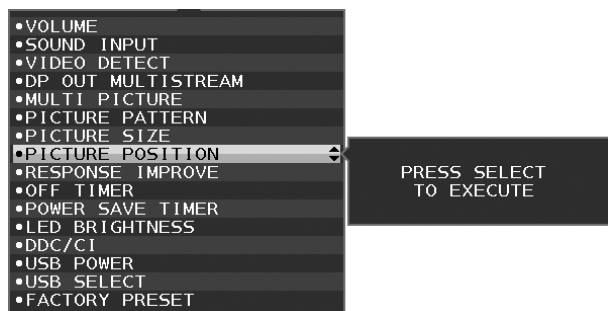 •VOLUME
•SOUND INPUT
•VIDEO DETECT
•DP OUT MULTISTREAM
•MULTI PICTURE
•PICTURE PATTERN
•PICTURE SIZE
•PICTURE POSITION
•RESPONSE IMPROVE
•OFF TIMER
•POWER SAVE TIMER
•LED BRIGHTNESS
•DDC/CI
•USB POWER
•USB SELECT
•FACTORY PRESET
PRESS SELECT
TO EXECUTE